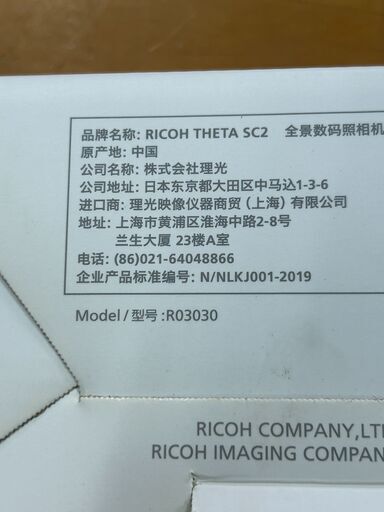 品牌名称: RICOH THETA SC2 全景数码照相机
原产地: 中国
公司名称: 株式会社理光
公司地址: 日本东京都大田区中马込1-3-6
进口商: 理光映像仪器商贸（上海）有限公司
地址: 上海市黄浦区淮海中路2-8号
兰生大厦 23楼A室
电话: (86)021-64048866
企业产品标准编号: N/NLKJ001-2019
Model/型号:R03030
RICOH COMPANY,LT
RICOH IMAGING COMPAN